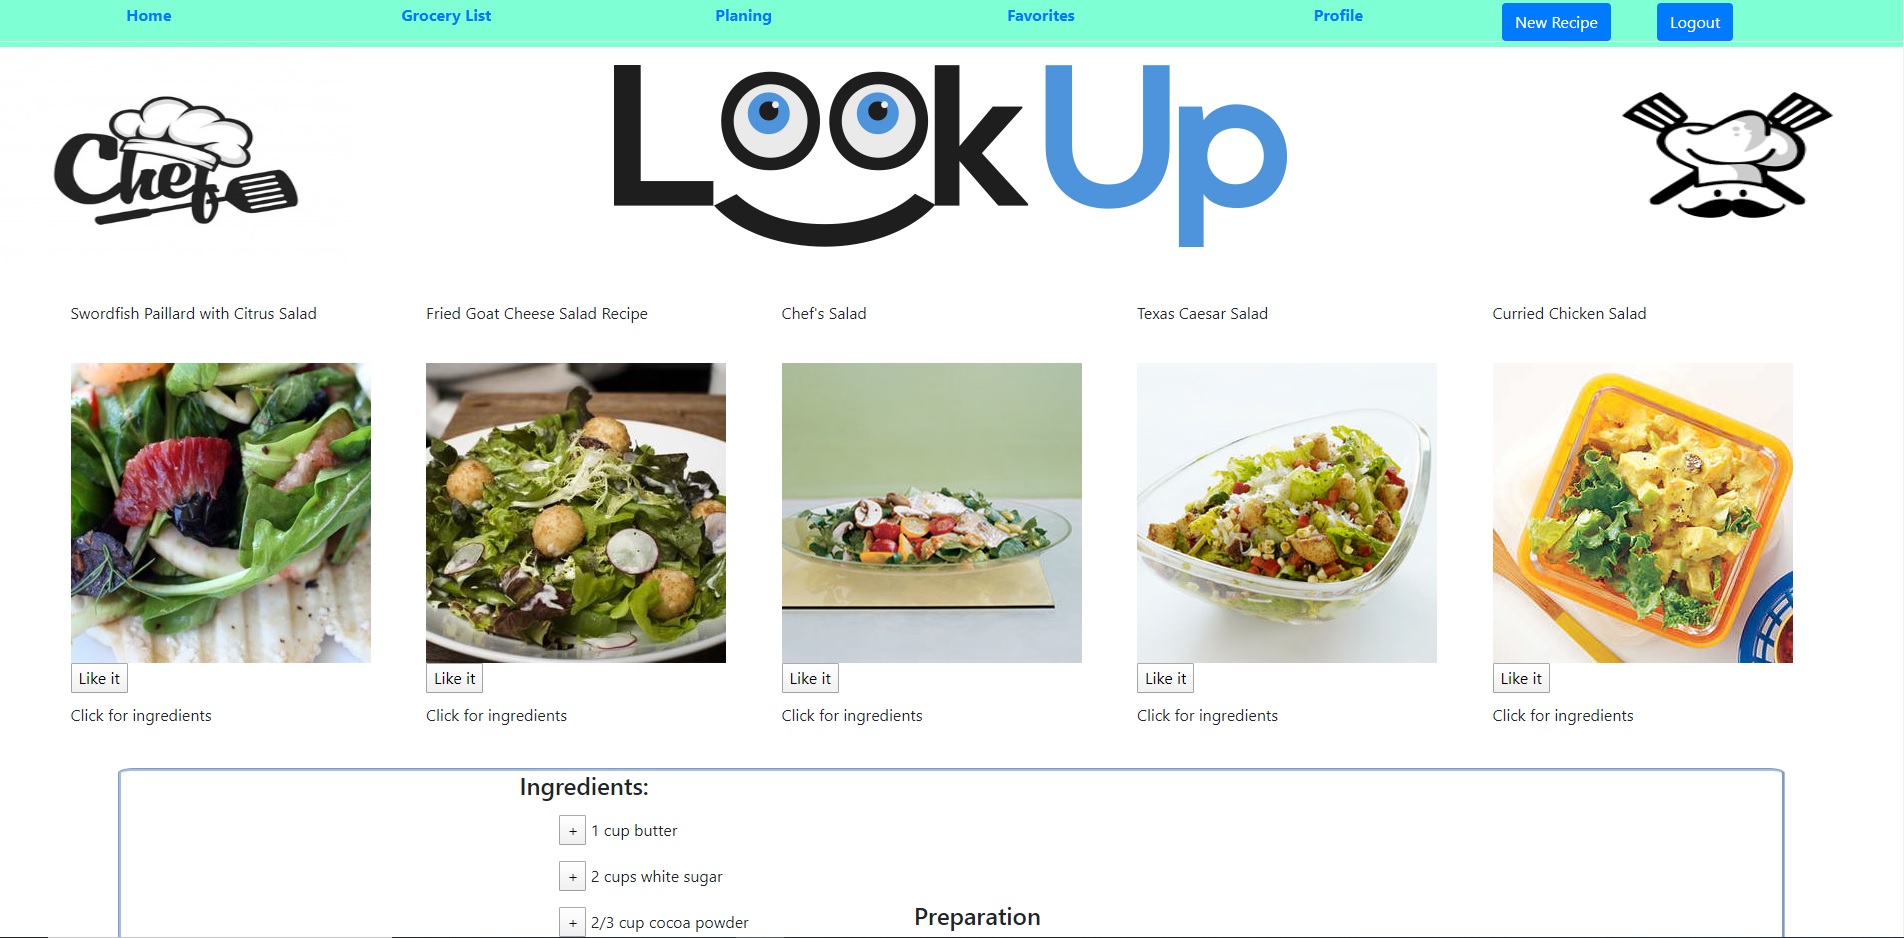 Home Grocery List Planing Favorites Profile New Recipe Logout
Chef
LookUp
Swordfish Paillard with Citrus Salad
Fried Goat Cheese Salad Recipe
Chef's Salad
Texas Caesar Salad
Curried Chicken Salad
Like it
Like it
Like it
Like it
Like it
Click for ingredients
Click for ingredients
Click for ingredients
Click for ingredients
Click for ingredients
Ingredients:
+ 1 cup butter
+ 2 cups white sugar
+ 2/3 cup cocoa powder
Preparation